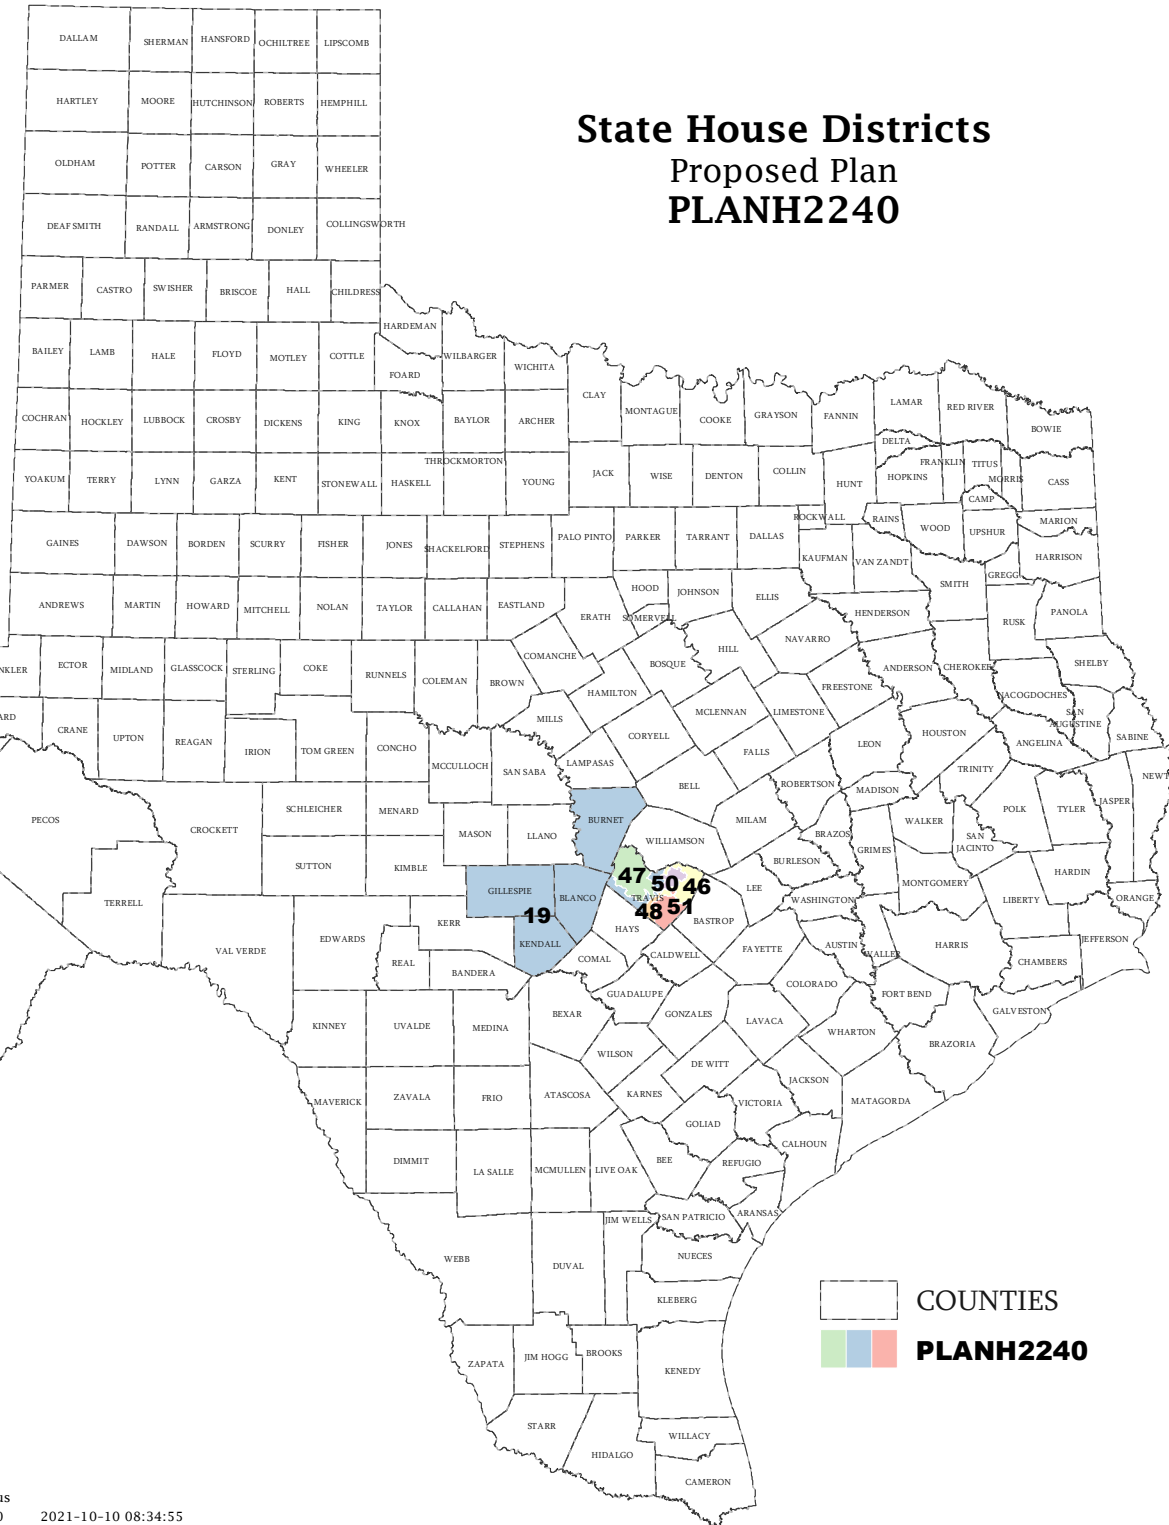 State House Districts
Proposed Plan
PLANH2240
DALLAM SHERMAN HANSFORD OCHILTREE LIPSCOMB
HARTLEY MOORE HUTCHINSON ROBERTS HEMPHILL
OLDHAM POTTER CARSON GRAY WHEELER
DEAF SMITH RANDALL ARMSTRONG DONLEY COLLINGSWORTH
PARMER CASTRO SWISHER BRISCOE HALL CHILDRESS
HARDEMAN
BAILEY LAMB HALE FLOYD MOTLEY COTTLE FOARD WILBARGER WICHITA
CLAY MONTAGUE COOKE GRAYSON FANNIN LAMAR RED RIVER BOWIE
COCHRAN HOCKLEY LUBBOCK CROSBY DICKENS KING KNOX BAYLOR ARCHER
DELTA
YOAKUM TERRY LYNN GARZA KENT STONEWALL HASKELL THROCKMORTON YOUNG JACK WISE DENTON COLLIN HUNT HOPKINS FRANKLIN TITUS MORRIS CASS
CAMP
GAINES DAWSON BORDEN SCURRY FISHER JONES SHACKELFORD STEPHENS PALO PINTO PARKER TARRANT DALLAS ROCKWALL RAINS WOOD UPSHUR MARION
KAUFMAN VAN ZANDT SMITH GREGG HARRISON
ANDREWS MARTIN HOWARD MITCHELL NOLAN TAYLOR CALLAHAN EASTLAND ERATH HOOD SOMERVELL JOHNSON ELLIS HENDERSON RUSK PANOLA
NKLER ECTOR MIDLAND GLASSCOCK STERLING COKE RUNNELS COLEMAN BROWN COMANCHE BOSQUE HILL NAVARRO ANDERSON CHEROKEE SHELBY
HAMILTON FREESTONE NACOGDOCHES
ARD CRANE UPTON REAGAN IRION TOM GREEN CONCHO MILLS CORYELL MCLENNAN LIMESTONE HOUSTON ANGELINA SAN
AUGUSTINE SABINE
MCCULLOCH SAN SABA LAMPASAS FALLS LEON TRINITY
BELL ROBERTSON MADISON POLK TYLER JASPER NEWT
PECOS CROCKETT SCHLEICHER MENARD MASON LLANO BURNET MILAM BRAZOS WALKER SAN
JACINTO
WILLIAMSON GRIMES
SUTTON KIMBLE BURLESON HARDIN
47 50 46
TERRELL GILLESPIE BLANCO TRAVIS LEE WASHINGTON MONTGOMERY LIBERTY ORANGE
19 48 51
VAL VERDE EDWARDS KERR KENDALL HAYS BASTROP FAYETTE AUSTIN WALLER HARRIS JEFFERSON
REAL BANDERA COMAL CALDWELL CHAMBERS
COLORADO
GUADALUPE FORT BEND
KINNEY UVALDE MEDINA BEXAR GONZALES LAVACA WHARTON GALVESTON
WILSON BRAZORIA
DE WITT
MAVERICK ZAVALA FRIO ATASCOSA KARNES JACKSON
VICTORIA MATAGORDA
GOLIAD
CALHOUN
DIMMIT LA SALLE MCMULLEN LIVE OAK BEE REFUGIO
JIM WELLS SAN PATRICIO ARANSAS
WEBB DUVAL NUECES
KLEBERG
ZAPATA JIM HOGG BROOKS KENEDY
STARR HIDALGO WILLACY
CAMERON
COUNTIES
PLANH2240
us
0 2021-10-10 08:34:55